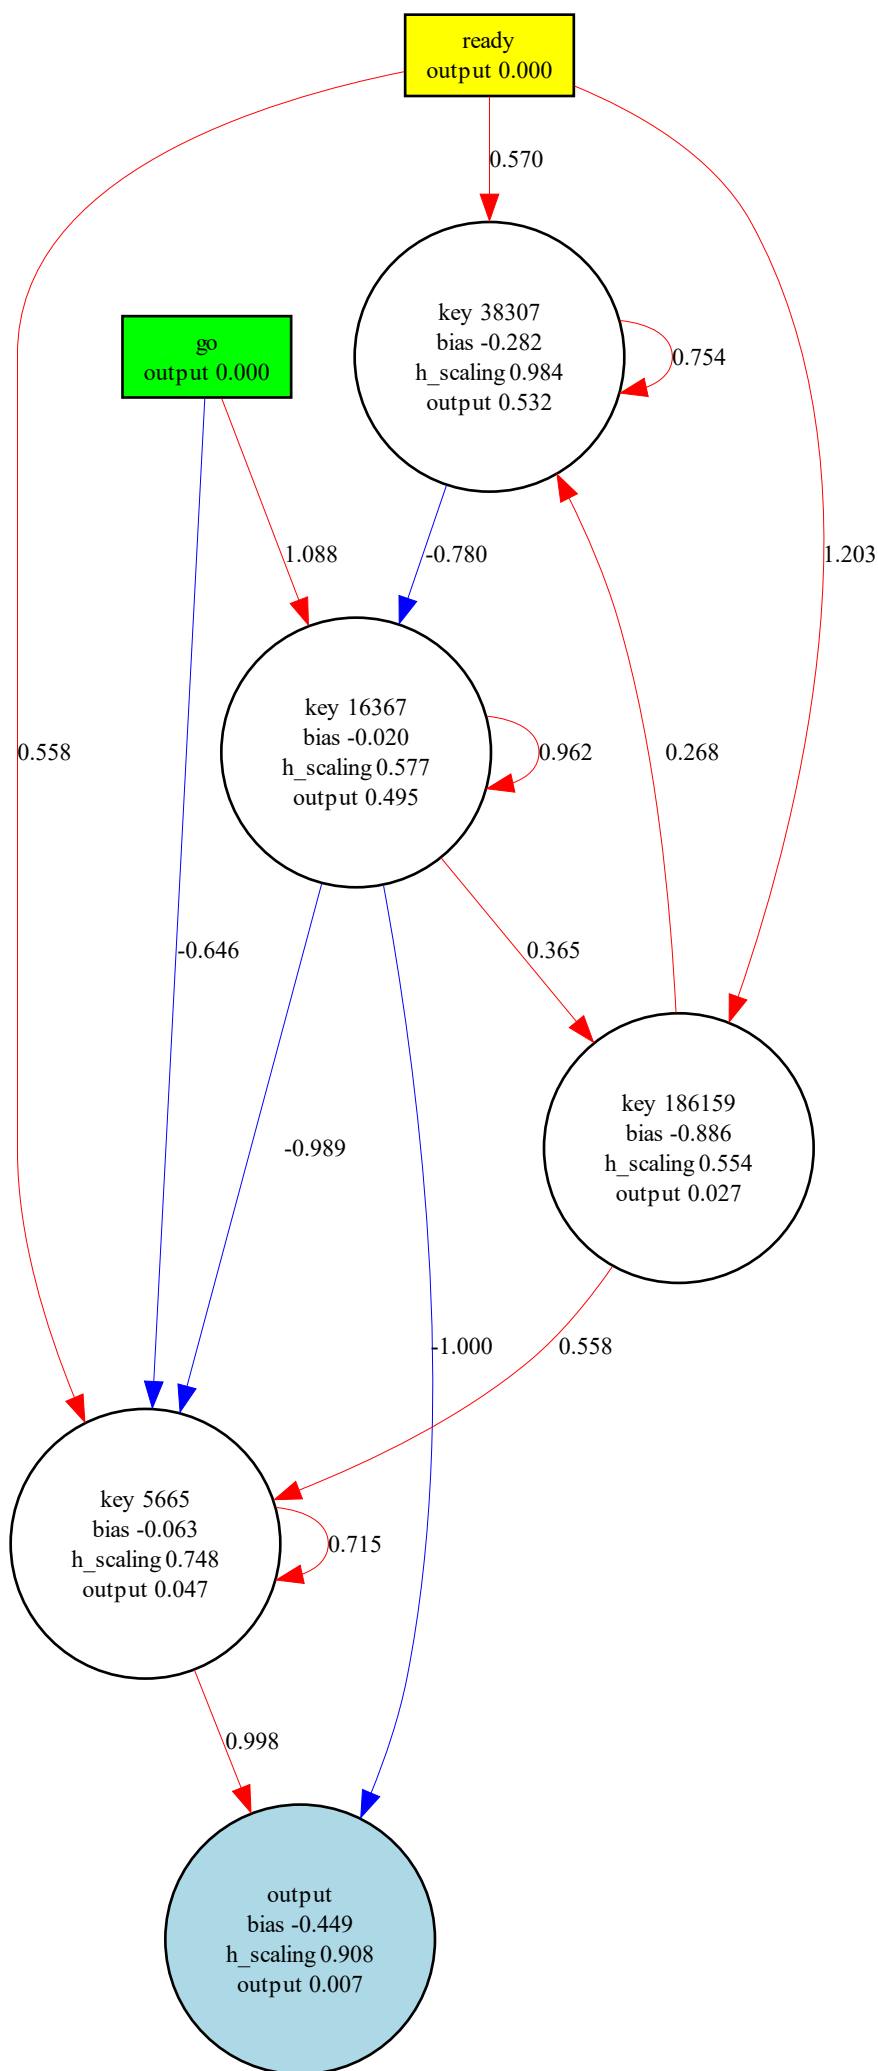 ready
output 0.000
0.570
key 38307
bias -0.282
h_scaling 0.984
output 0.532
0.754
go
output 0.000
1.088
-0.780
1.203
key 16367
bias -0.020
h_scaling 0.577
output 0.495
0.962
0.558
0.268
-0.646
0.365
-0.989
key 186159
bias -0.886
h_scaling 0.554
output 0.027
-1.000
0.558
key 5665
bias -0.063
h_scaling 0.748
output 0.047
0.715
0.998
output
bias -0.449
h_scaling 0.908
output 0.007